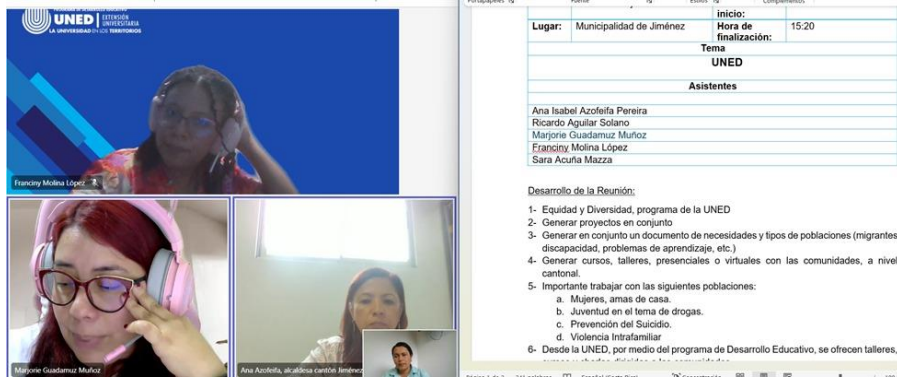 UNED
EXTENSIÓN
UNIVERSITARIA
LA UNIVERSIDAD EN LOS TERRITORIOS
Franciny Molina López
Marjorie Guadamuz Muñoz
Ana Azofeifa, alcaldesa cantón Jiménez
Portapapeles
Fuente
Estilos
Complementos
inicio:
Lugar: Municipalidad de Jiménez Hora de 15:20
finalización:
Tema
UNED
Asistentes
Ana Isabel Azofeifa Pereira
Ricardo Aguilar Solano
Marjorie Guadamuz Muñoz
Franciny Molina López
Sara Acuña Mazza
Desarrollo de la Reunión:
1- Equidad y Diversidad, programa de la UNED
2- Generar proyectos en conjunto
3- Generar en conjunto un documento de necesidades y tipos de poblaciones (migrantes
discapacidad, problemas de aprendizaje, etc.)
4- Generar cursos, talleres, presenciales o virtuales con las comunidades, a nivel
cantonal.
5- Importante trabajar con las siguientes poblaciones:
a. Mujeres, amas de casa.
b. Juventud en el tema de drogas.
c. Prevención del Suicidio.
d. Violencia Intrafamiliar
6- Desde la UNED, por medio del programa de Desarrollo Educativo, se ofrecen talleres,